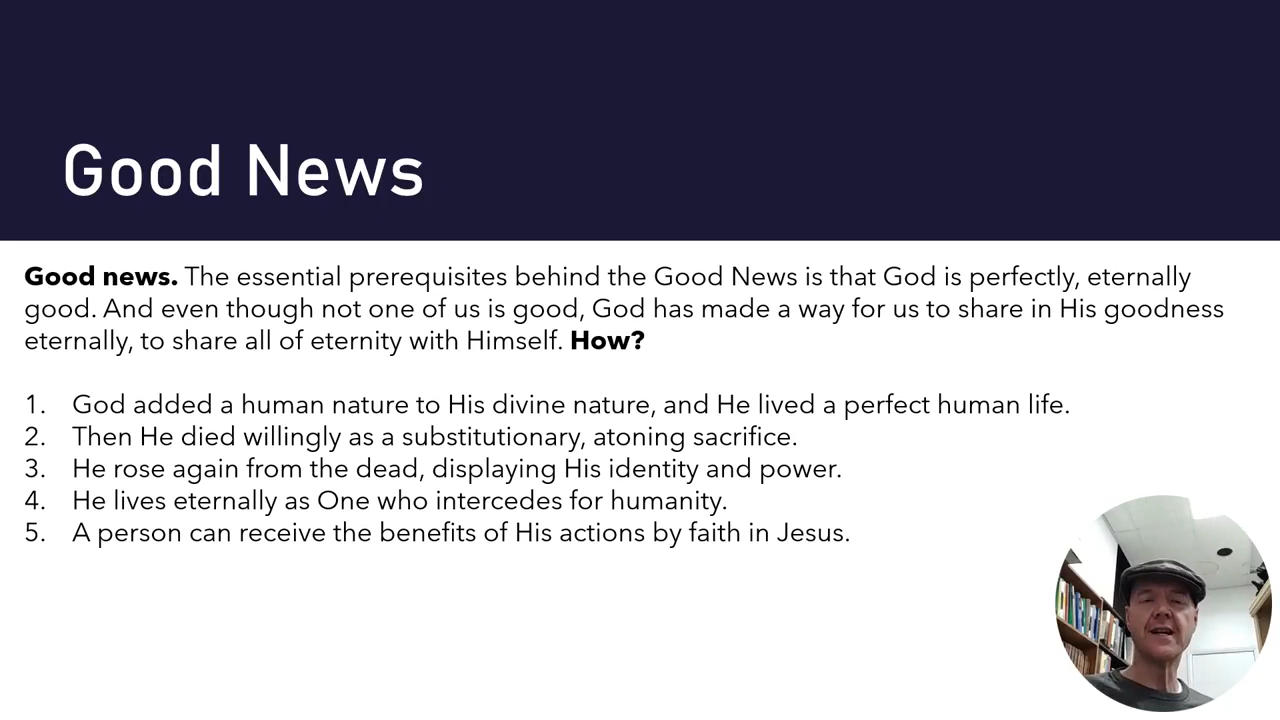 Good News
Good news. The essential prerequisites behind the Good News is that God is perfectly, eternally
good. And even though not one of us is good, God has made a way for us to share in His goodness
eternally, to share all of eternity with Himself. How?
1. God added a human nature to His divine nature, and He lived a perfect human life.
2. Then He died willingly as a substitutionary, atoning sacrifice.
3. He rose again from the dead, displaying His identity and power.
4. He lives eternally as One who intercedes for humanity.
5. A person can receive the benefits of His actions by faith in Jesus.